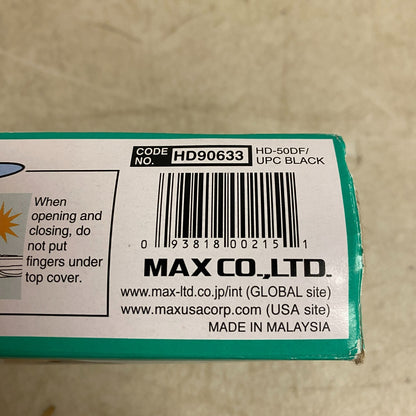 CODE NO. HD90633 HD-50DF/
UPC BLACK
When
opening and
closing, do
not put
fingers under
top cover.
0 93818 00215 1
MAX CO.,LTD.
www.max-ltd.co.jp/int (GLOBAL site)
www.maxusacorp.com (USA site)
MADE IN MALAYSIA